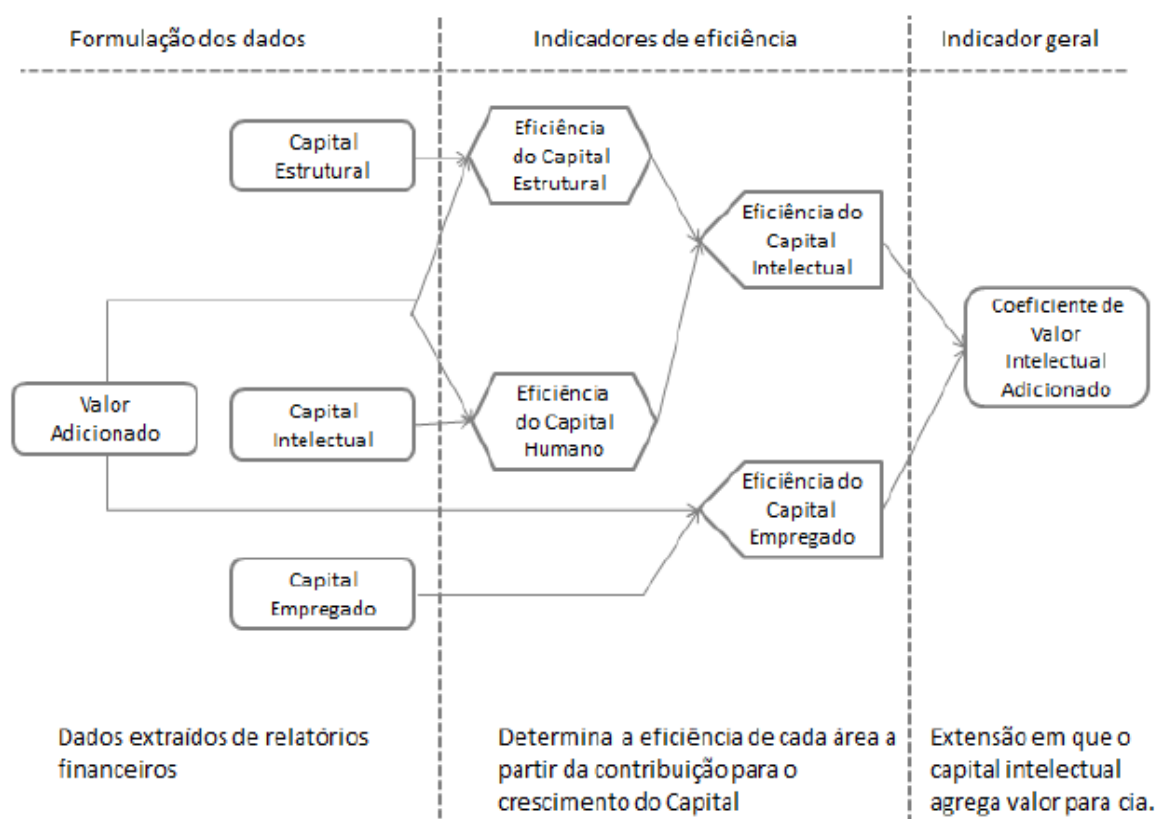 Formulação dos dados
Indicadores de eficiência
Indicador geral
Capital
Estrutural
Eficiência
do Capital
Estrutural
Eficiência do
Capital
Intelectual
Coeficiente de
Valor
Intelectual
Adicionado
Valor
Adicionado
Capital
Intelectual
Eficiência
do Capital
Humano
Eficiência do
Capital
Empregado
Capital
Empregado
Dados extraídos de relatórios
financeiros
Determina a eficiência de cada área a
partir da contribuição para o
crescimento do Capital
Extensão em que o
capital intelectual
agrega valor para cia.